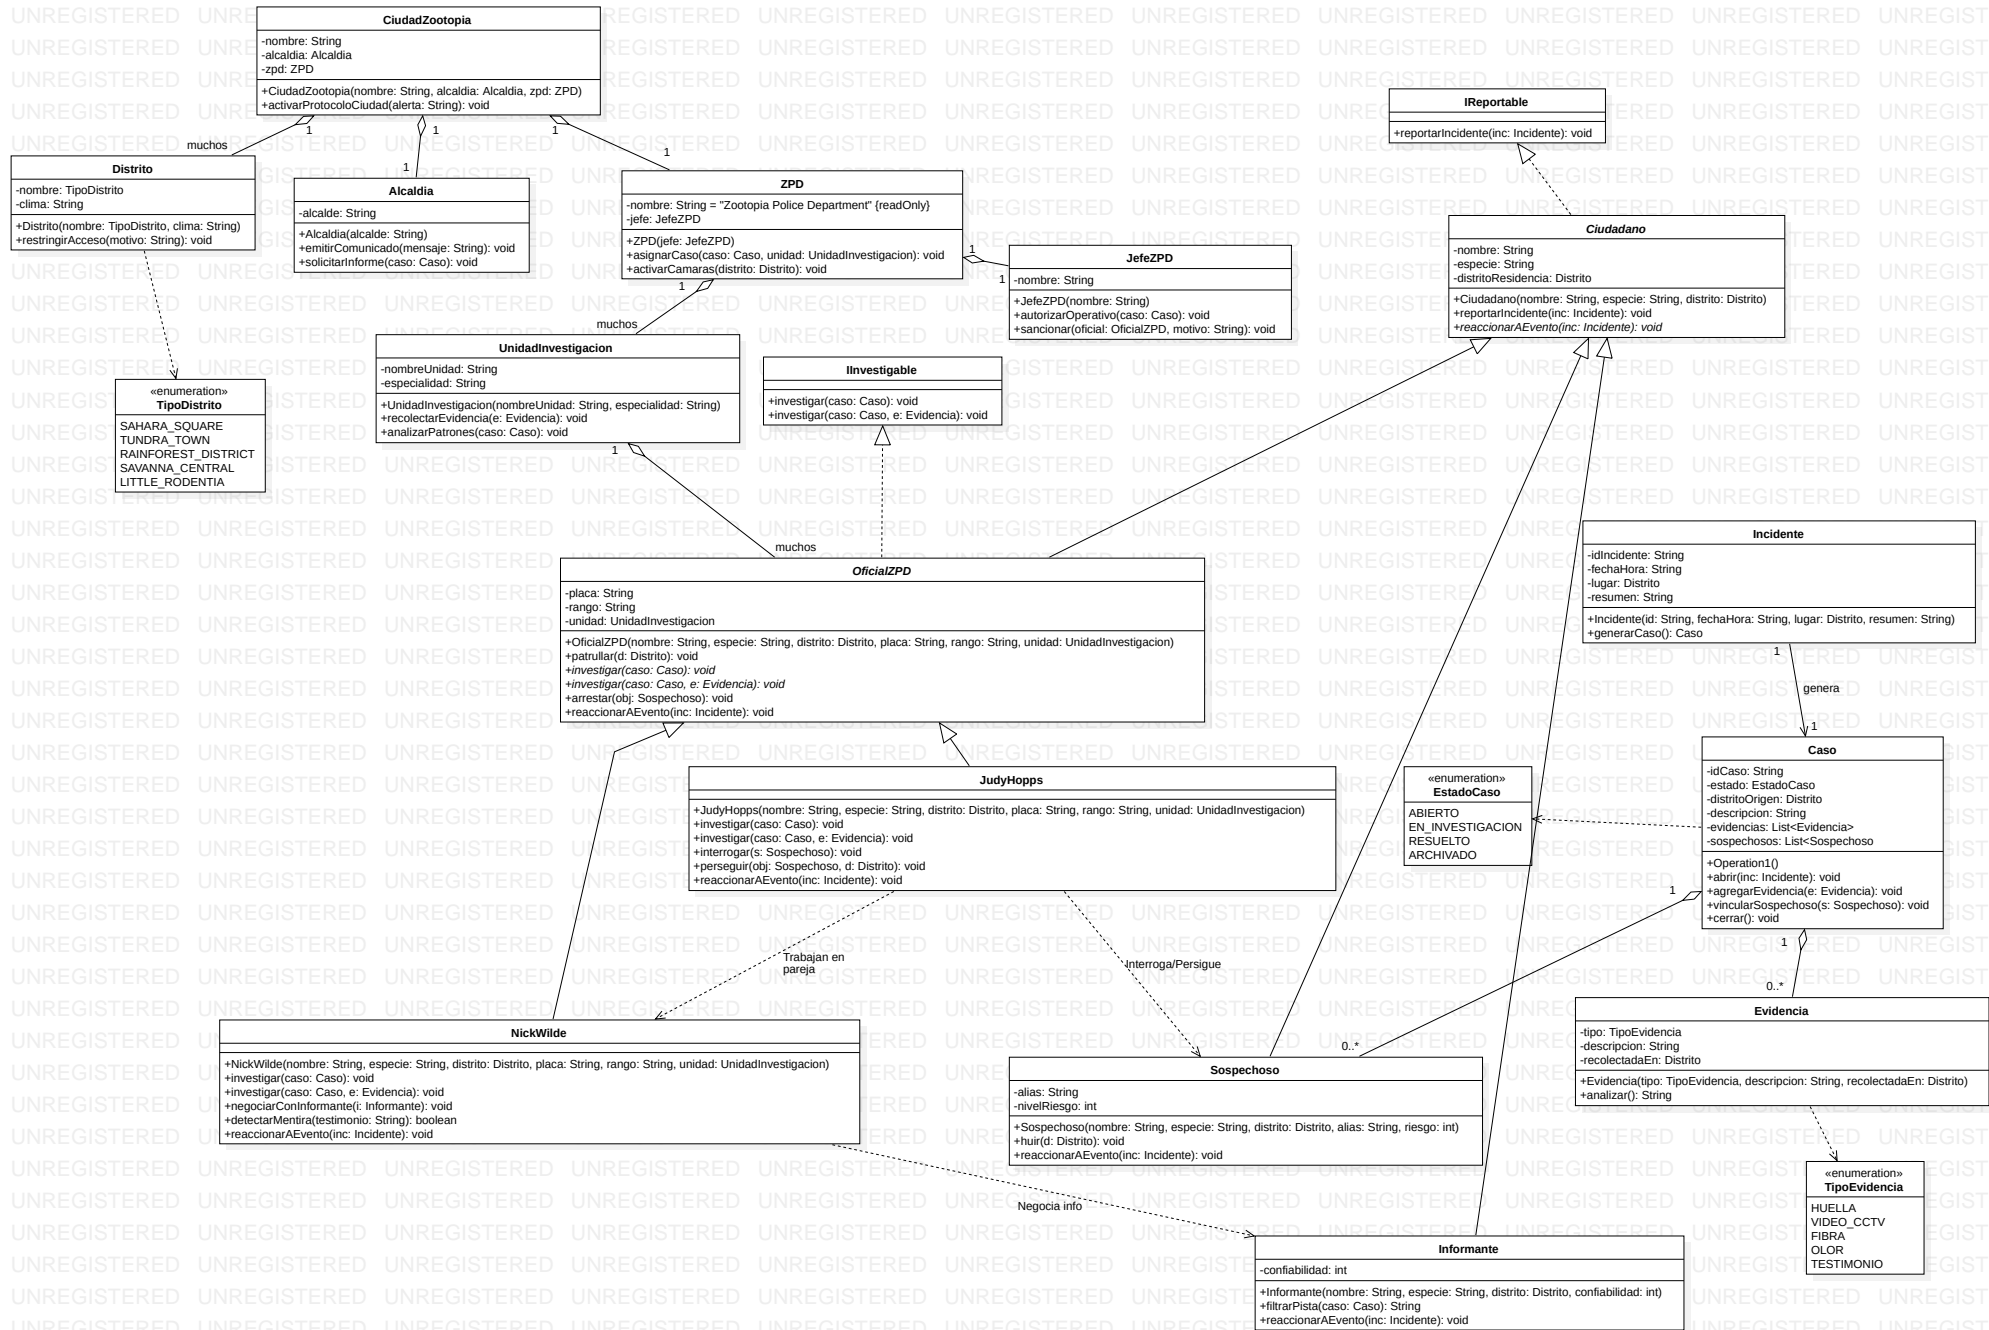 CiudadZootopia
-nombre: String
-alcaldia: Alcaldia
-zpd: ZPD
+CiudadZootopia(nombre: String, alcaldia: Alcaldia, zpd: ZPD)
+activarProtocoloCiudad(alerta: String): void
1
1
1
muchos
1
1
Distrito
-nombre: TipoDistrito
-clima: String
+Distrito(nombre: TipoDistrito, clima: String)
+restringirAcceso(motivo: String): void
Alcaldia
-alcalde: String
+Alcaldia(alcalde: String)
+emitirComunicado(mensaje: String): void
+solicitarInforme(caso: Caso): void
ZPD
-nombre: String = "Zootopia Police Department" {readOnly}
-jefe: JefeZPD
+ZPD(jefe: JefeZPD)
+asignarCaso(caso: Caso, unidad: UnidadInvestigacion): void
+activarCamaras(distrito: Distrito): void
1
1
JefeZPD
-nombre: String
+JefeZPD(nombre: String)
+autorizarOperativo(caso: Caso): void
+sancionar(oficial: OficialZPD, motivo: String): void
IReportable
+reportarIncidente(inc: Incidente): void
Ciudadano
-nombre: String
-especie: String
-distritoResidencia: Distrito
+Ciudadano(nombre: String, especie: String, distrito: Distrito)
+reportarIncidente(inc: Incidente): void
+reaccionarAEvento(inc: Incidente): void
1
muchos
UnidadInvestigacion
-nombreUnidad: String
-especialidad: String
+UnidadInvestigacion(nombreUnidad: String, especialidad: String)
+recolectarEvidencia(e: Evidencia): void
+analizarPatrones(caso: Caso): void
IInvestigable
+investigar(caso: Caso): void
+investigar(caso: Caso, e: Evidencia): void
«enumeration»
TipoDistrito
SAHARA_SQUARE
TUNDRA_TOWN
RAINFOREST_DISTRICT
SAVANNA_CENTRAL
LITTLE_RODENTIA
1
muchos
OficialZPD
-placa: String
-rango: String
-unidad: UnidadInvestigacion
+OficialZPD(nombre: String, especie: String, distrito: Distrito, placa: String, rango: String, unidad: UnidadInvestigacion)
+patrullar(d: Distrito): void
+investigar(caso: Caso): void
+investigar(caso: Caso, e: Evidencia): void
+arrestar(obj: Sospechoso): void
+reaccionarAEvento(inc: Incidente): void
Incidente
-idIncidente: String
-fechaHora: String
-lugar: Distrito
-resumen: String
+Incidente(id: String, fechaHora: String, lugar: Distrito, resumen: String)
+generarCaso(): Caso
1
genera
1
JudyHopps
+JudyHopps(nombre: String, especie: String, distrito: Distrito, placa: String, rango: String, unidad: UnidadInvestigacion)
+investigar(caso: Caso): void
+investigar(caso: Caso, e: Evidencia): void
+interrogar(s: Sospechoso): void
+perseguir(obj: Sospechoso, d: Distrito): void
+reaccionarAEvento(inc: Incidente): void
«enumeration»
EstadoCaso
ABIERTO
EN_INVESTIGACION
RESUELTO
ARCHIVADO
Caso
-idCaso: String
-estado: EstadoCaso
-distritoOrigen: Distrito
-descripcion: String
-evidencias: List<Evidencia>
-sospechosos: List<Sospechoso
+Operation1()
+abrir(inc: Incidente): void
+agregarEvidencia(e: Evidencia): void
+vincularSospechoso(s: Sospechoso): void
+cerrar(): void
1
1
Trabajan en
pareja
Interroga/Persigue
0..*
0..*
NickWilde
+NickWilde(nombre: String, especie: String, distrito: Distrito, placa: String, rango: String, unidad: UnidadInvestigacion)
+investigar(caso: Caso): void
+investigar(caso: Caso, e: Evidencia): void
+negociarConInformante(i: Informante): void
+detectarMentira(testimonio: String): boolean
+reaccionarAEvento(inc: Incidente): void
Sospechoso
-alias: String
-nivelRiesgo: int
+Sospechoso(nombre: String, especie: String, distrito: Distrito, alias: String, riesgo: int)
+huir(d: Distrito): void
+reaccionarAEvento(inc: Incidente): void
Evidencia
-tipo: TipoEvidencia
-descripcion: String
-recolectadaEn: Distrito
+Evidencia(tipo: TipoEvidencia, descripcion: String, recolectadaEn: Distrito)
+analizar(): String
Negocia info
«enumeration»
TipoEvidencia
HUELLA
VIDEO_CCTV
FIBRA
OLOR
TESTIMONIO
Informante
-confiabilidad: int
+Informante(nombre: String, especie: String, distrito: Distrito, confiabilidad: int)
+filtrarPista(caso: Caso): String
+reaccionarAEvento(inc: Incidente): void
UNREGISTERED